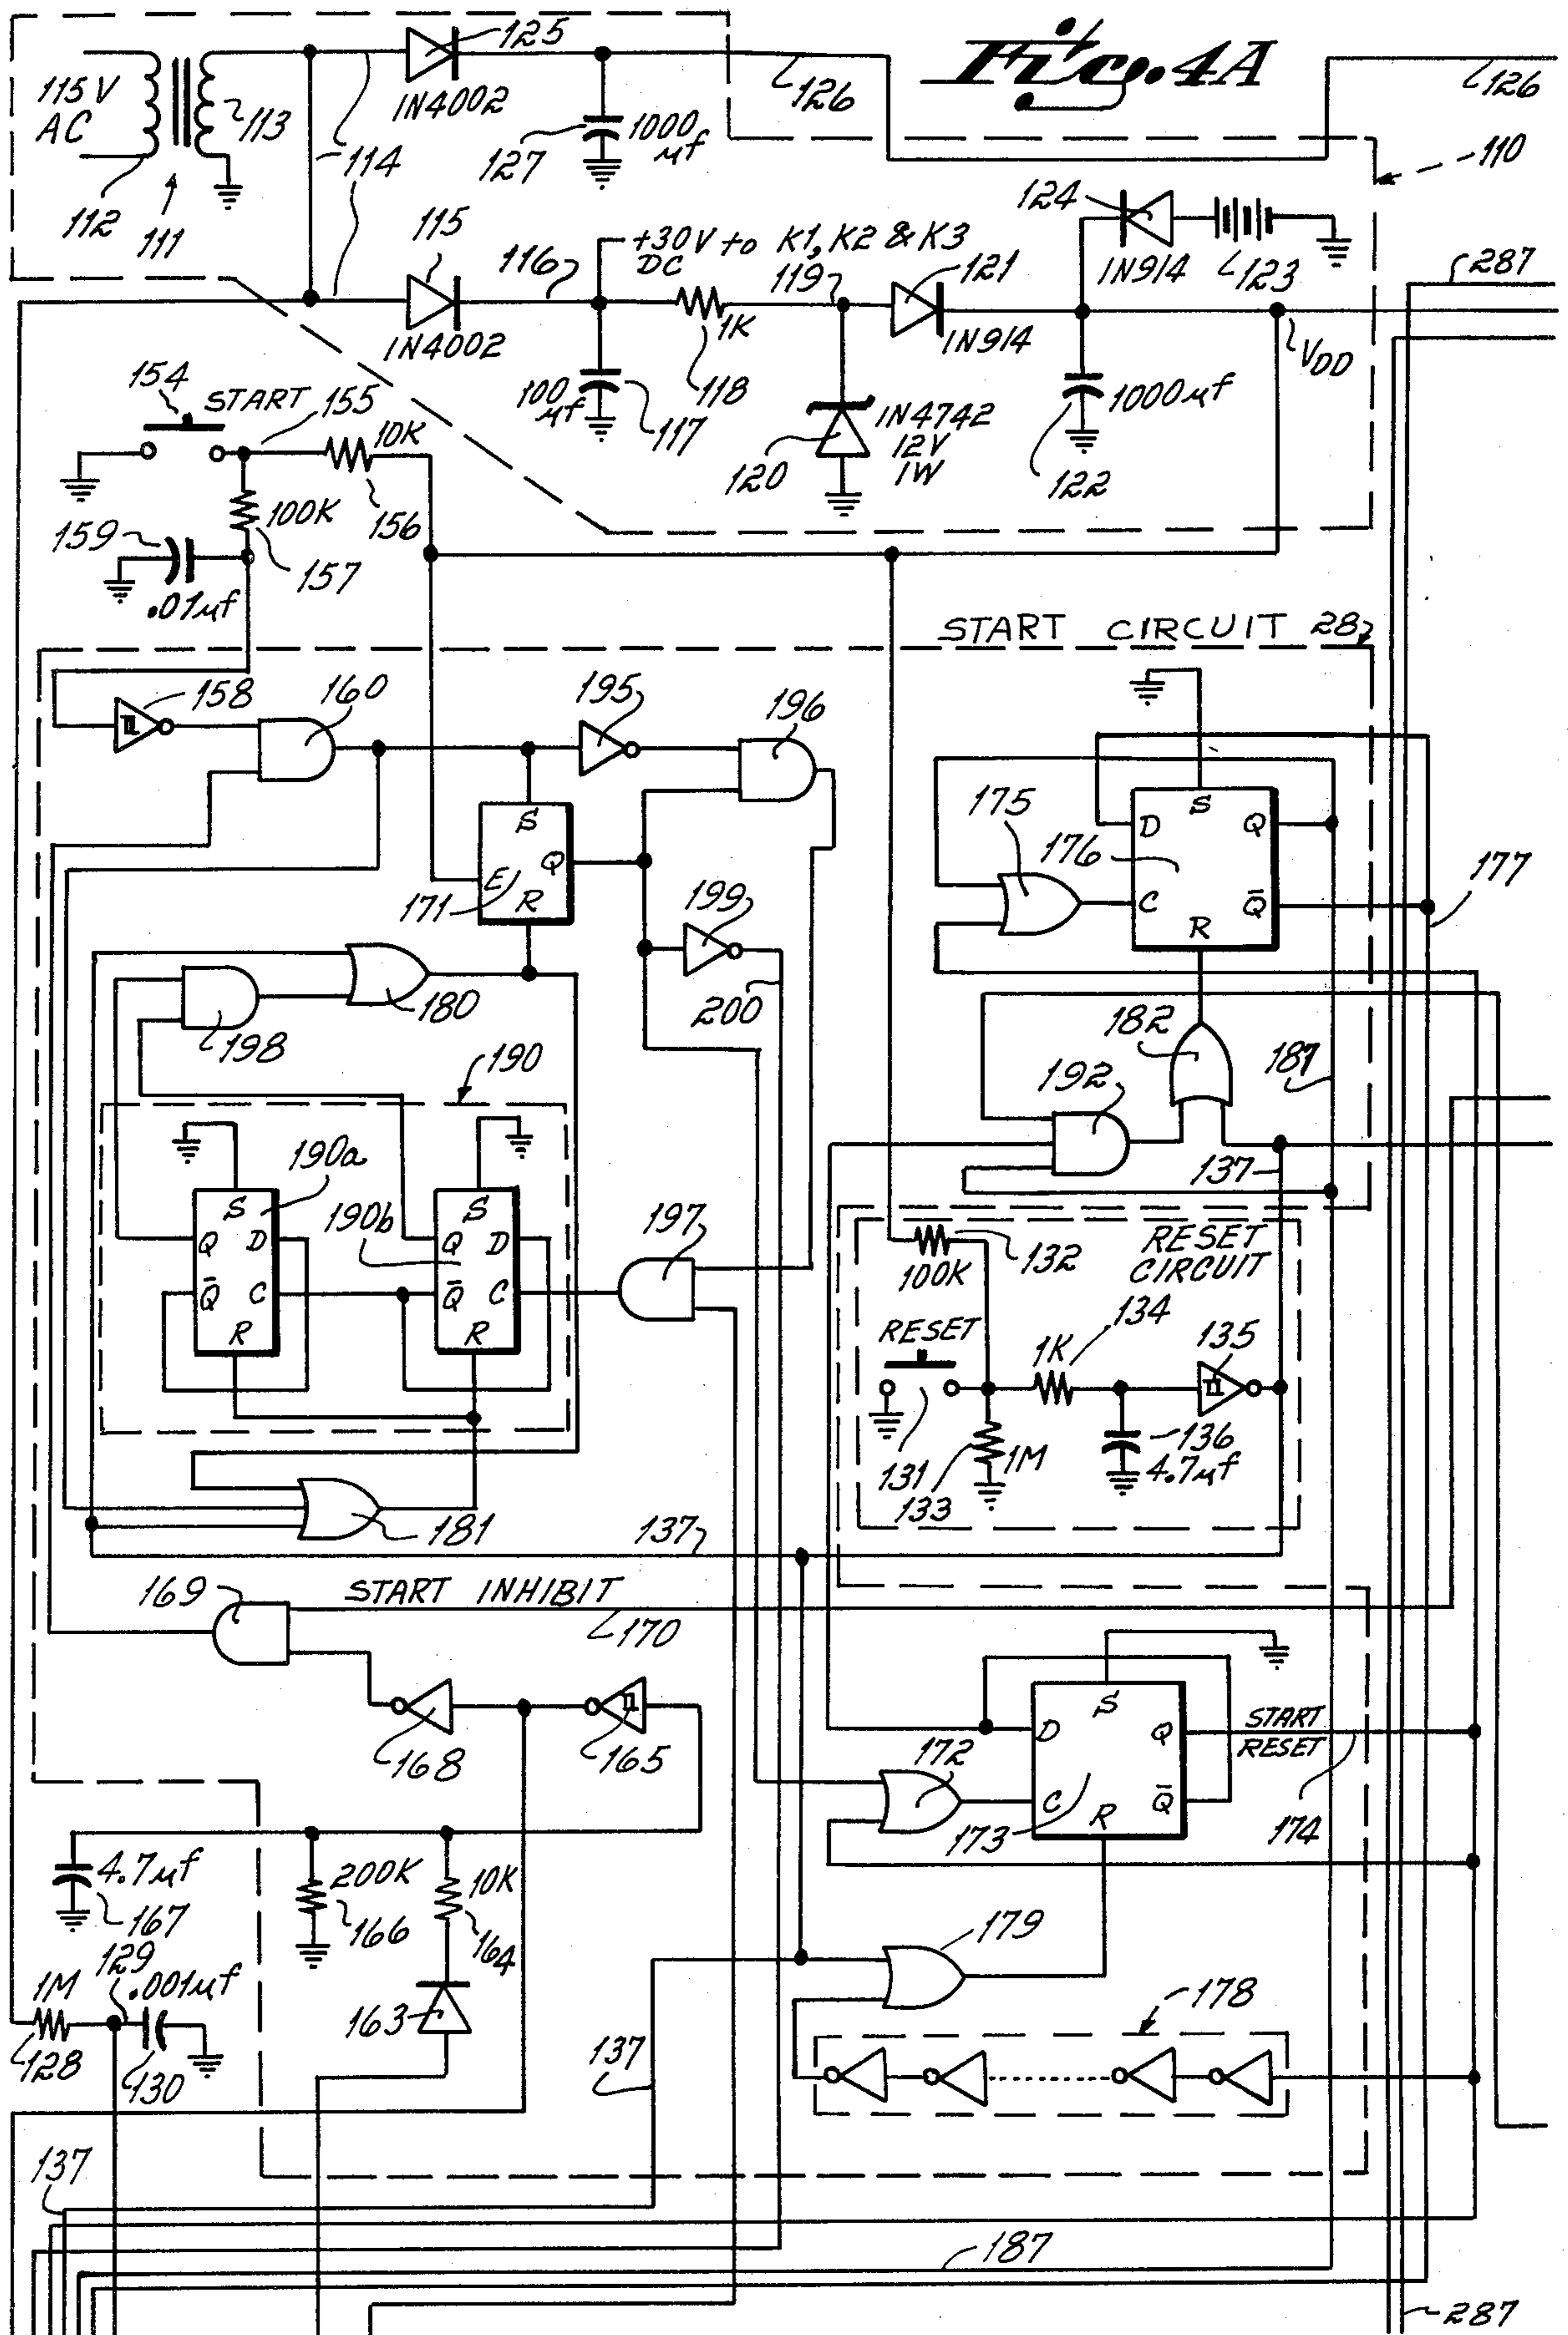 Fig. 4A
125
115 V
AC
113
1N4002
1000
µf
127
126
126
110
114
112
111
124
115
+30V to K1, K2 & K3
DC
116
119
121
1N914
123
287
1N4002
1K
1N914
VDD
154
START
155
10K
100
µf
117
118
1N4742
12V
1W
1000µf
120
122
100K
156
159
157
.01µf
START CIRCUIT 28
158
160
195
196
S
D
Q
175
176
S
Q
E
R
171
C
Q̄
R
177
199
180
200
198
182
187
190
192
190a
137
S
S
190b
197
Q
D
Q
D
RESET
CIRCUIT
132
100K
Q̄
C
Q̄
C
134
R
R
RESET
1K
135
136
4.7µf
1M
131
133
181
137
START INHIBIT
169
170
S
D
Q
START
RESET
168
165
172
C
Q̄
R
173
174
4.7µf
200K
10K
167
166
164
179
129
.001µf
1M
163
178
128
130
137
137
187
287